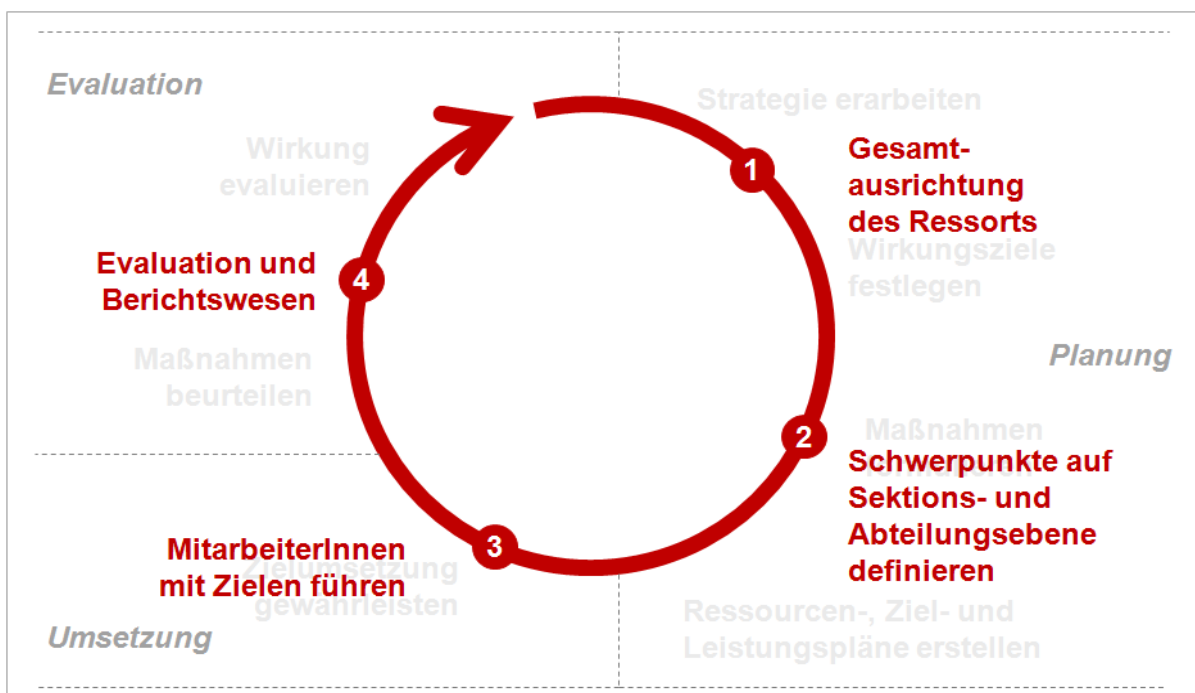 Evaluation
Strategie erarbeiten
Wirkung
evaluieren
1
Gesamt-
ausrichtung
des Ressorts
Wirkungsziele
festlegen
4
Evaluation und
Berichtswesen
Maßnahmen
beurteilen
Planung
2
Maßnahmen
Schwerpunkte auf
Sektions- und
Abteilungsebene
definieren
3
MitarbeiterInnen
mit Zielen führen
Zielumsetzung
gewährleisten
Umsetzung
Ressourcen-, Ziel- und
Leistungspläne erstellen